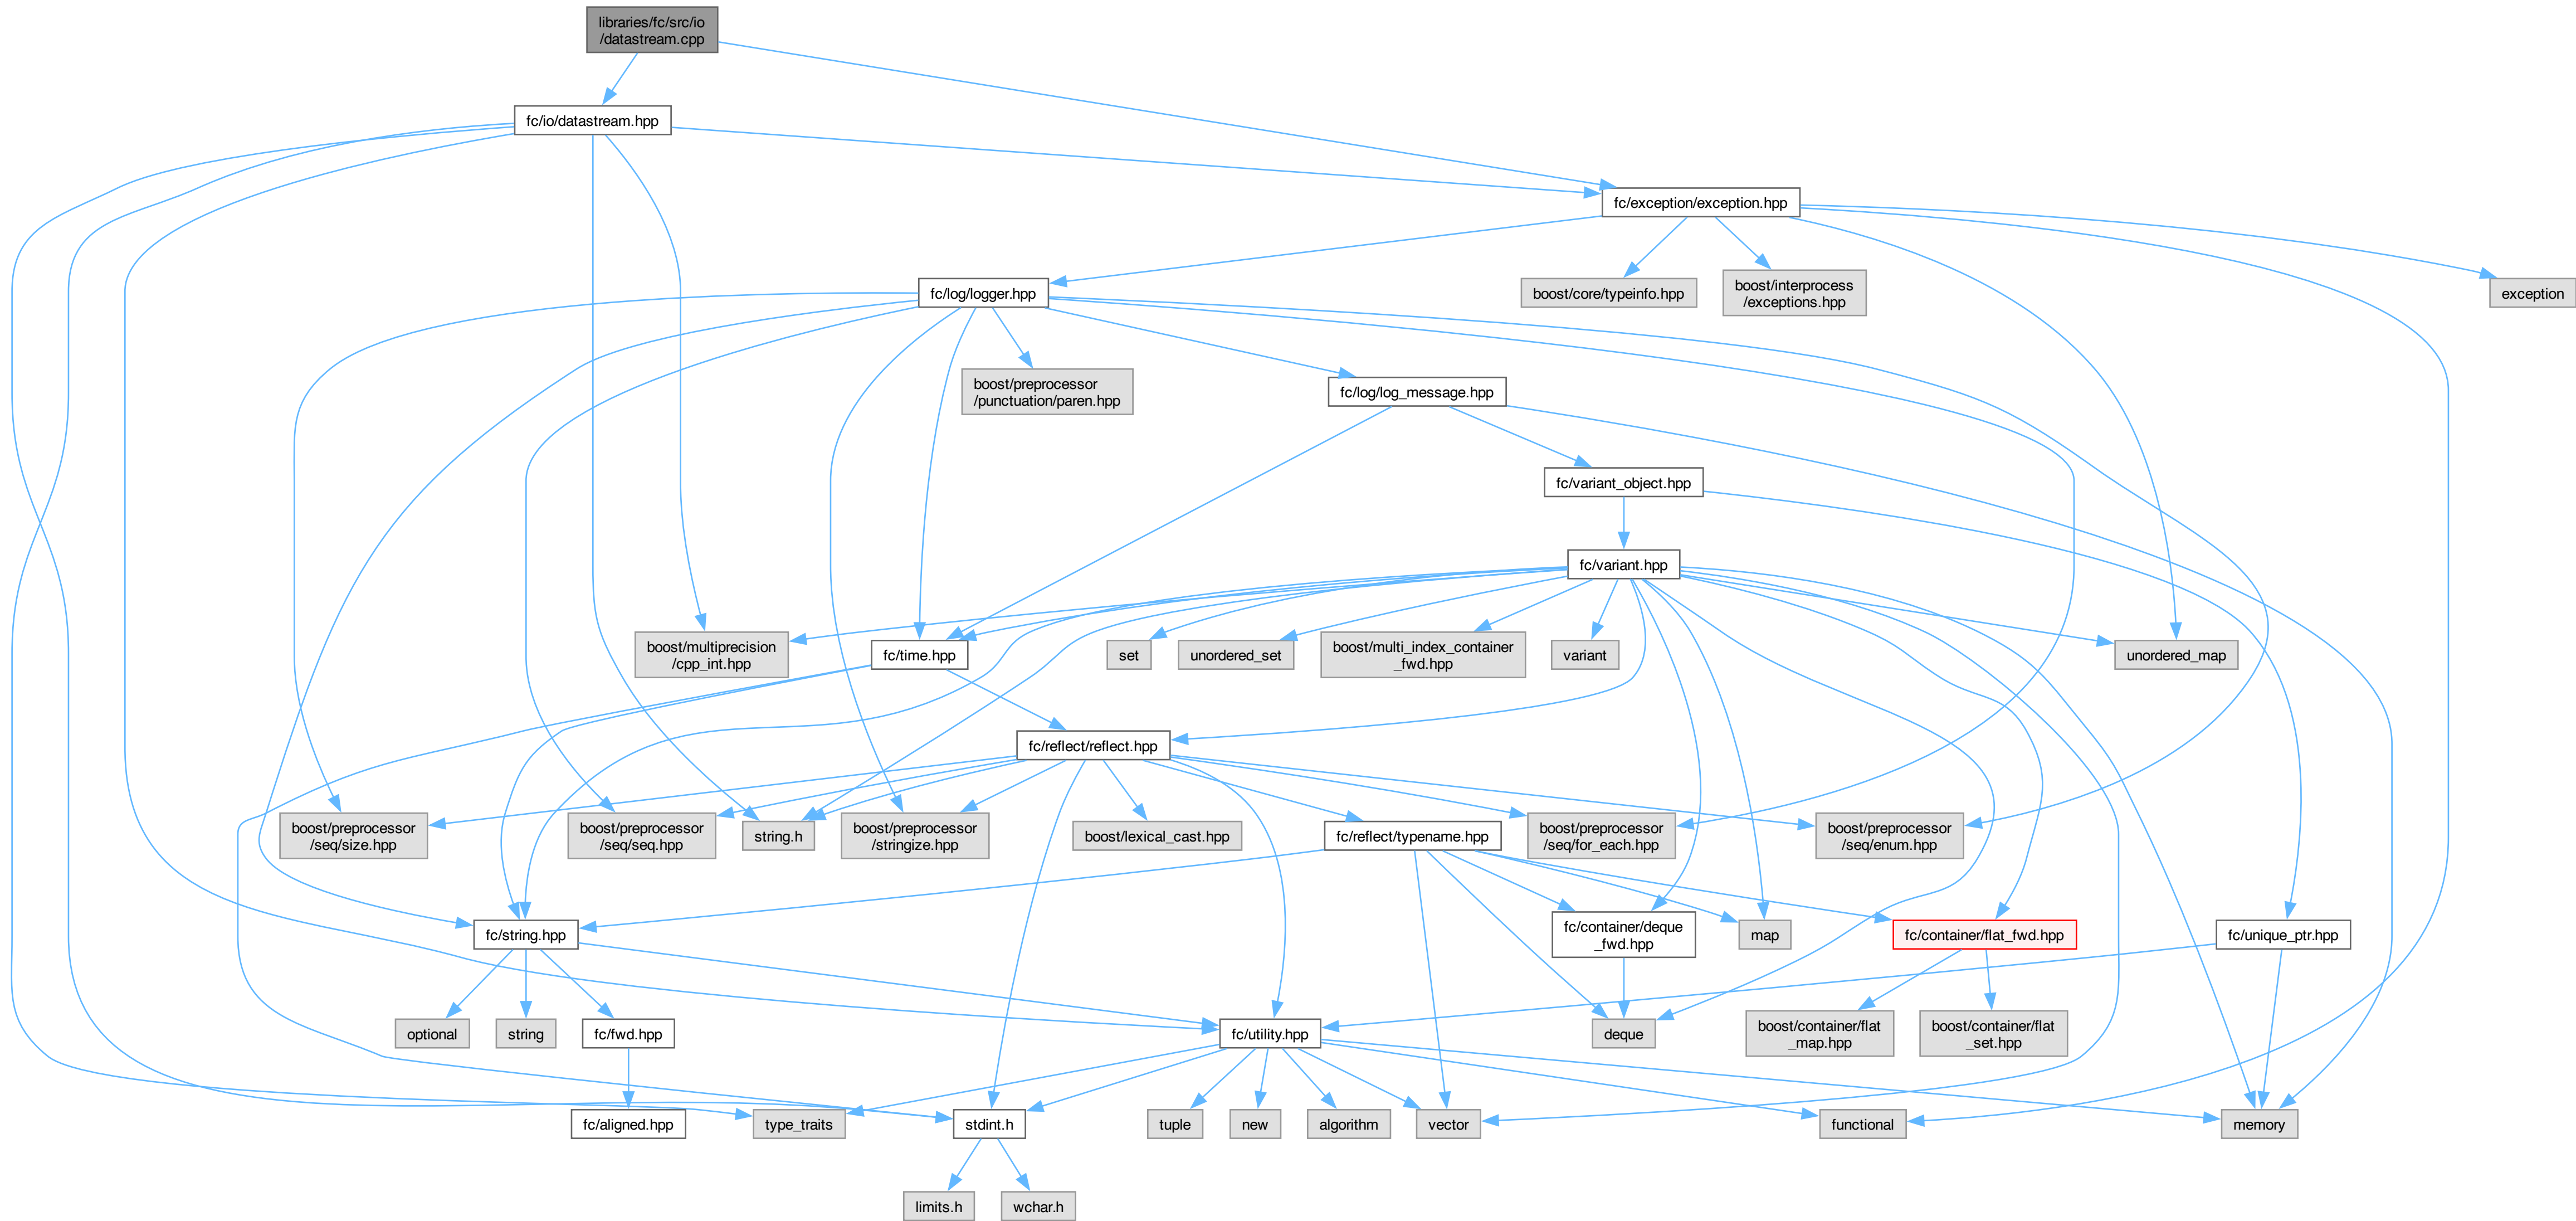 libraries/fc/src/io
/datastream.cpp
fc/io/datastream.hpp
fc/exception/exception.hpp
fc/log/logger.hpp
boost/core/typeinfo.hpp
boost/interprocess
/exceptions.hpp
exception
boost/preprocessor
/punctuation/paren.hpp
fc/log/log_message.hpp
fc/variant_object.hpp
fc/variant.hpp
boost/multiprecision
/cpp_int.hpp
fc/time.hpp
set
unordered_set
boost/multi_index_container
_fwd.hpp
variant
unordered_map
fc/reflect/reflect.hpp
boost/preprocessor
/seq/size.hpp
boost/preprocessor
/seq/seq.hpp
string.h
boost/preprocessor
/stringize.hpp
boost/lexical_cast.hpp
fc/reflect/typename.hpp
boost/preprocessor
/seq/for_each.hpp
boost/preprocessor
/seq/enum.hpp
fc/string.hpp
fc/container/deque
_fwd.hpp
map
fc/container/flat_fwd.hpp
fc/unique_ptr.hpp
optional
string
fc/fwd.hpp
fc/utility.hpp
deque
boost/container/flat
_map.hpp
boost/container/flat
_set.hpp
fc/aligned.hpp
type_traits
stdint.h
tuple
new
algorithm
vector
functional
memory
limits.h
wchar.h